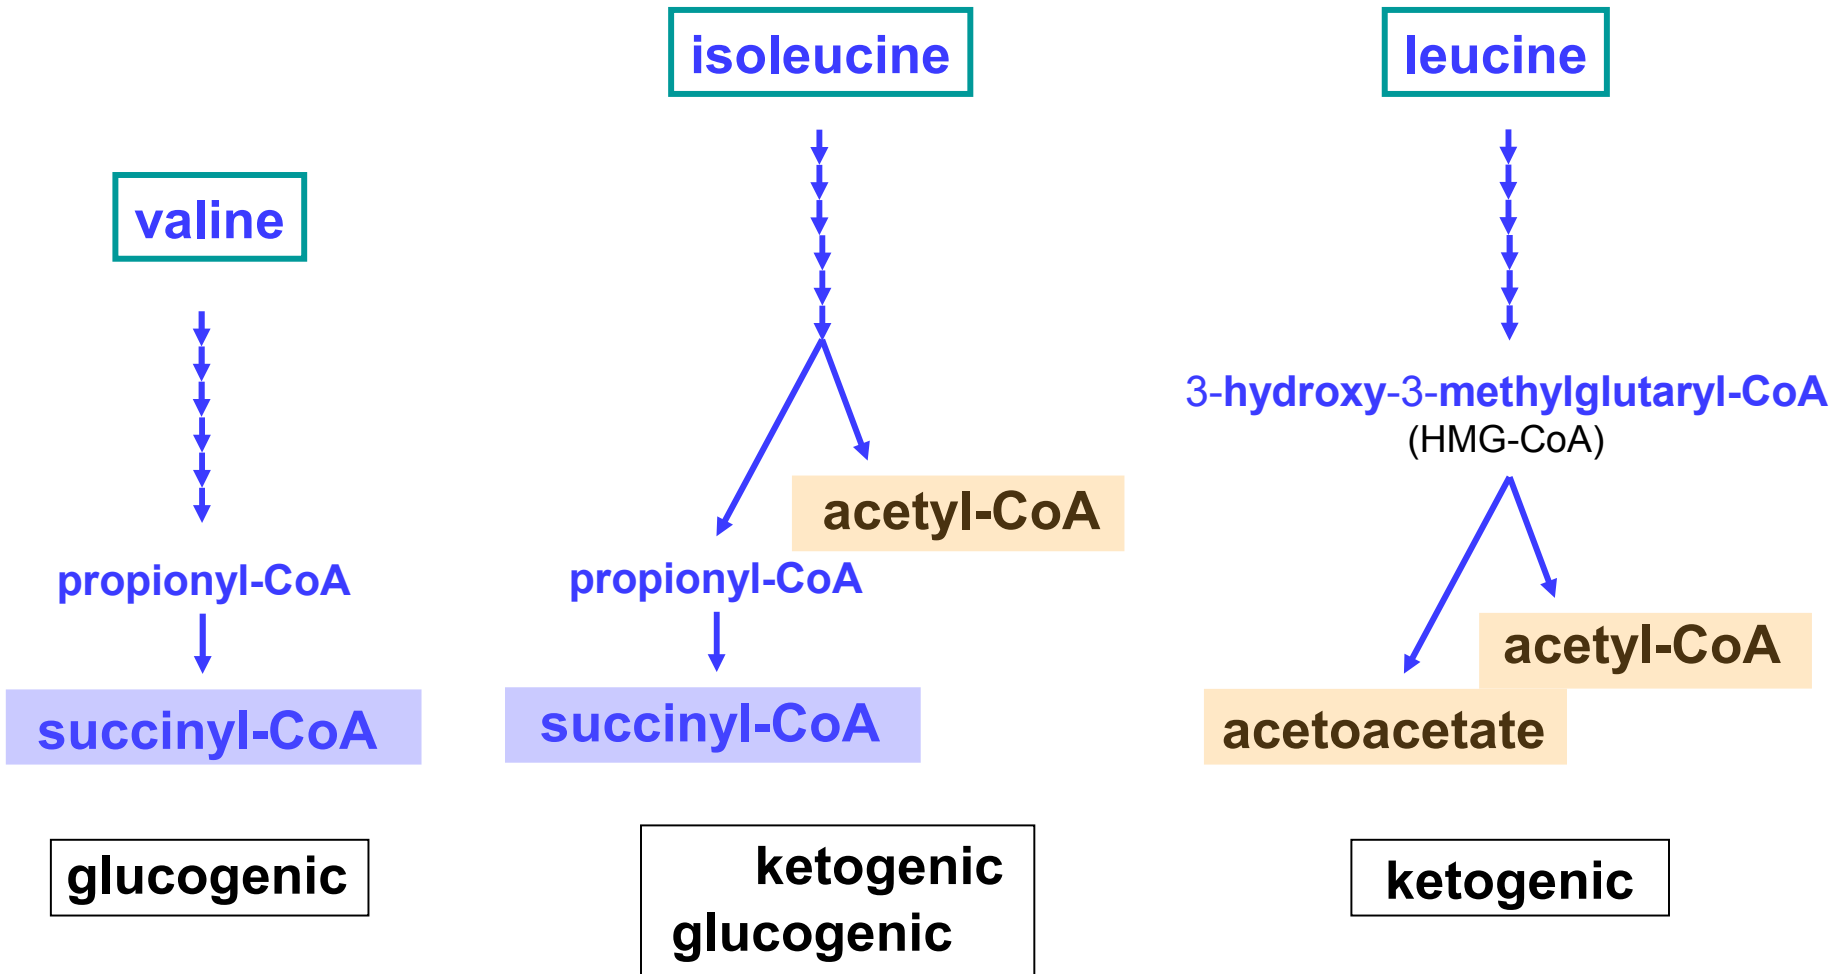 valine
propionyl-CoA
succinyl-CoA
glucogenic
isoleucine
acetyl-CoA
propionyl-CoA
succinyl-CoA
ketogenic
glucogenic
leucine
3-hydroxy-3-methylglutaryl-CoA
(HMG-CoA)
acetyl-CoA
acetoacetate
ketogenic